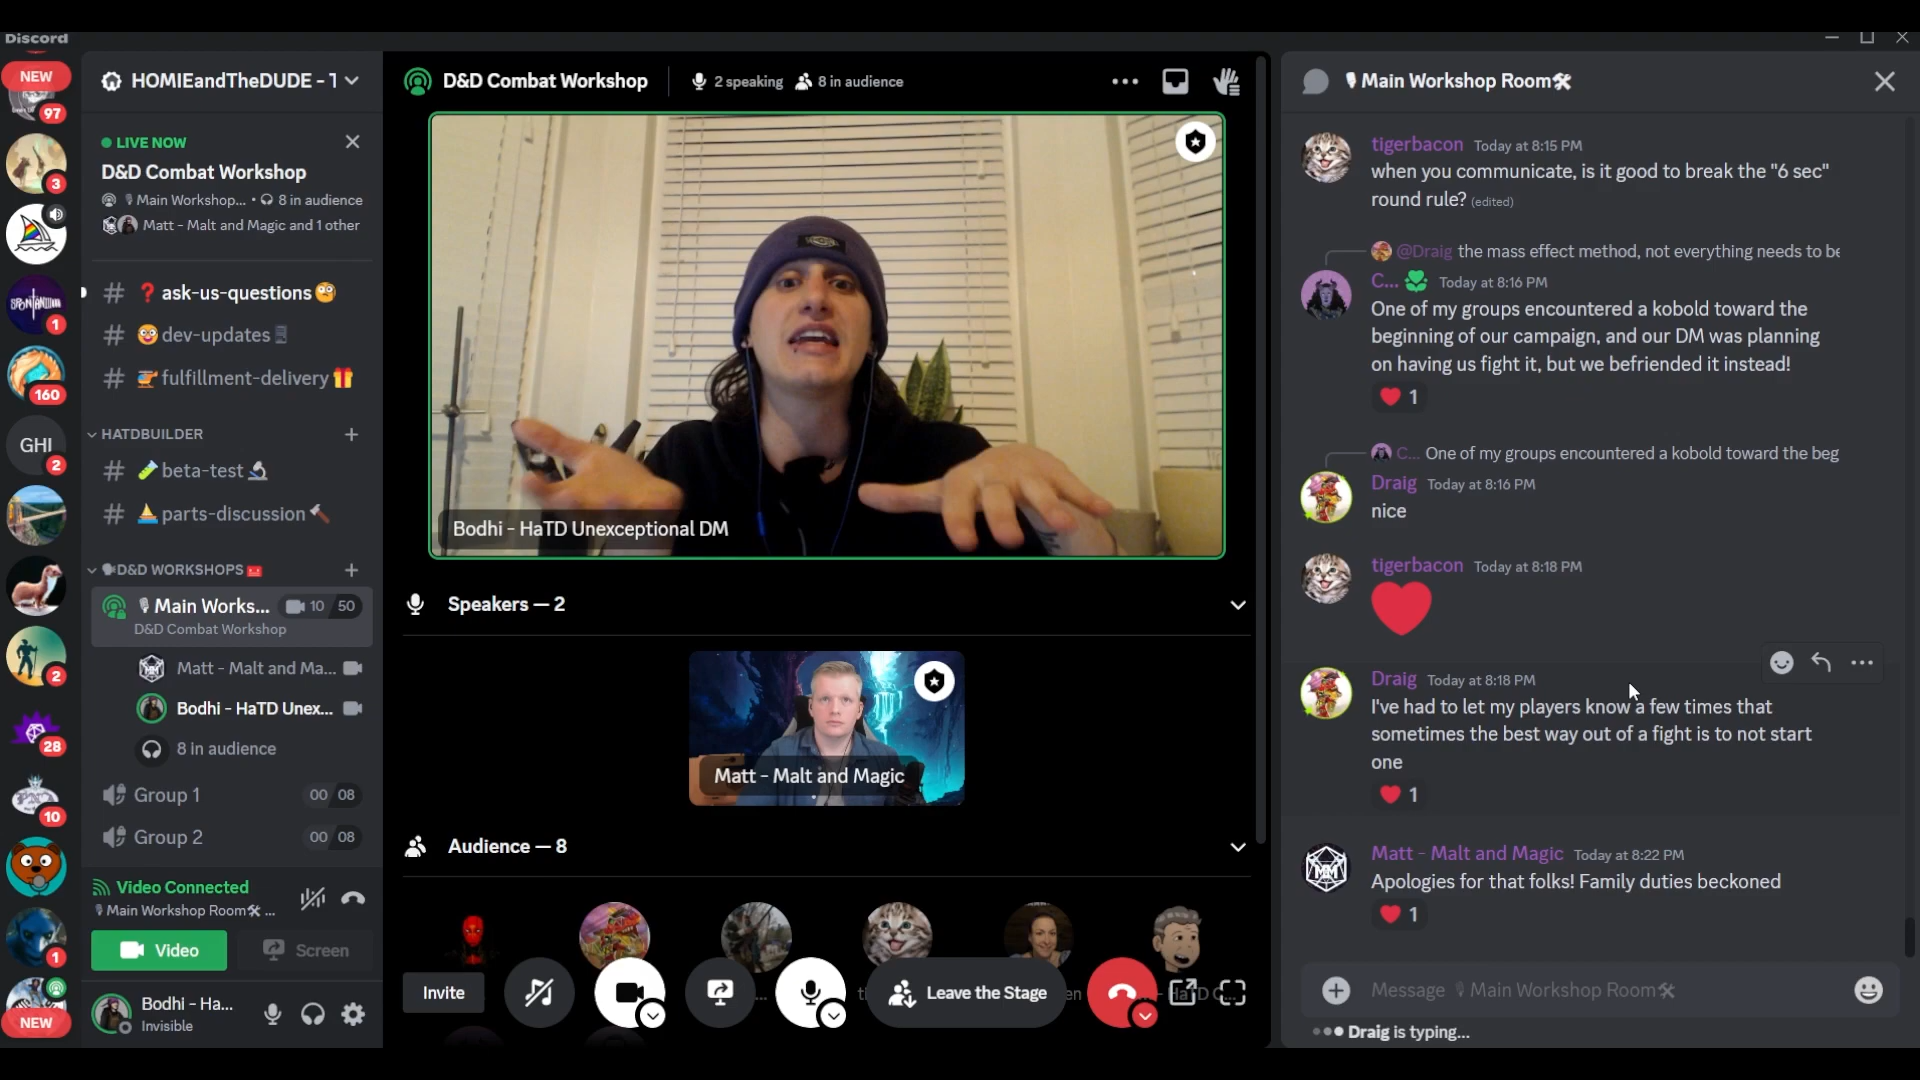 Discord
NEW
97
3
1
160
GHI
2
2
28
10
1
NEW
HOMIEandTheDUDE - T
LIVE NOW
D&D Combat Workshop
Main Workshop... • 8 in audience
Matt - Malt and Magic and 1 other
# ❓ask-us-questions🧐
# dev-updates
# fulfillment-delivery🎁
HATDBUILDER
# 🧪beta-test🔬
# ⛵parts-discussion🔨
D&D WORKSHOPS
🎙Main Works... 10 50
D&D Combat Workshop
Matt - Malt and Ma...
Bodhi - HaTD Unex...
8 in audience
Group 1 00 08
Group 2 00 08
Video Connected
🎙Main Workshop Room🛠 ...
Video
Screen
Bodhi - Ha...
Invisible
D&D Combat Workshop
2 speaking 8 in audience
Bodhi - HaTD Unexceptional DM
Speakers — 2
Matt - Malt and Magic
Audience — 8
Invite
Leave the Stage
🎙Main Workshop Room🛠
tigerbacon Today at 8:15 PM
when you communicate, is it good to break the "6 sec"
round rule? (edited)
@Draig the mass effect method, not everything needs to be
C... Today at 8:16 PM
One of my groups encountered a kobold toward the
beginning of our campaign, and our DM was planning
on having us fight it, but we befriended it instead!
❤️ 1
C... One of my groups encountered a kobold toward the beg
Draig Today at 8:16 PM
nice
tigerbacon Today at 8:18 PM
❤️
Draig Today at 8:18 PM
I've had to let my players know a few times that
sometimes the best way out of a fight is to not start
one
❤️ 1
Matt - Malt and Magic Today at 8:22 PM
Apologies for that folks! Family duties beckoned
❤️ 1
Message 🎙Main Workshop Room🛠
Draig is typing...